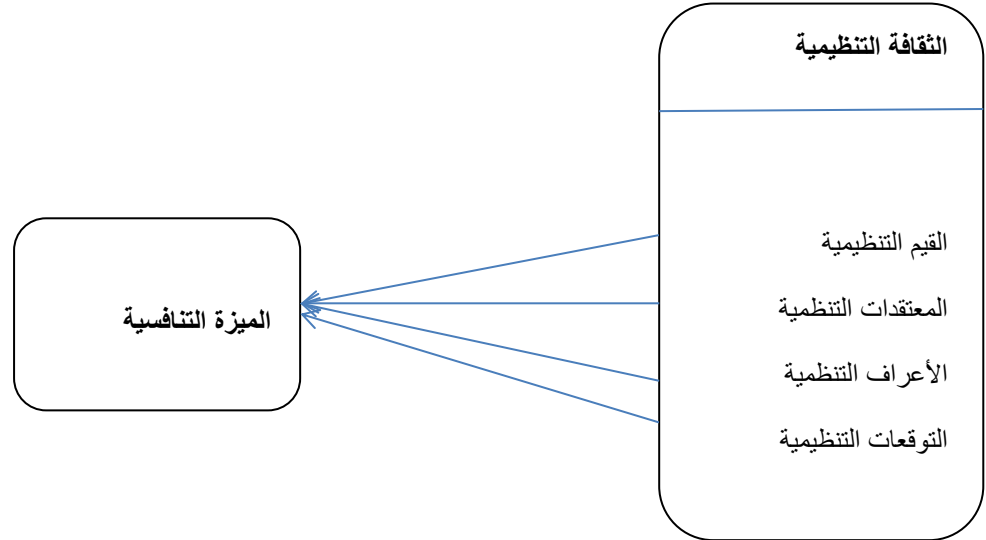 الثقافة التنظيمية
القيم التنظيمية
المعتقدات التنظمية
الأعراف التنظمية
التوقعات التنظيمية
الميزة التنافسية